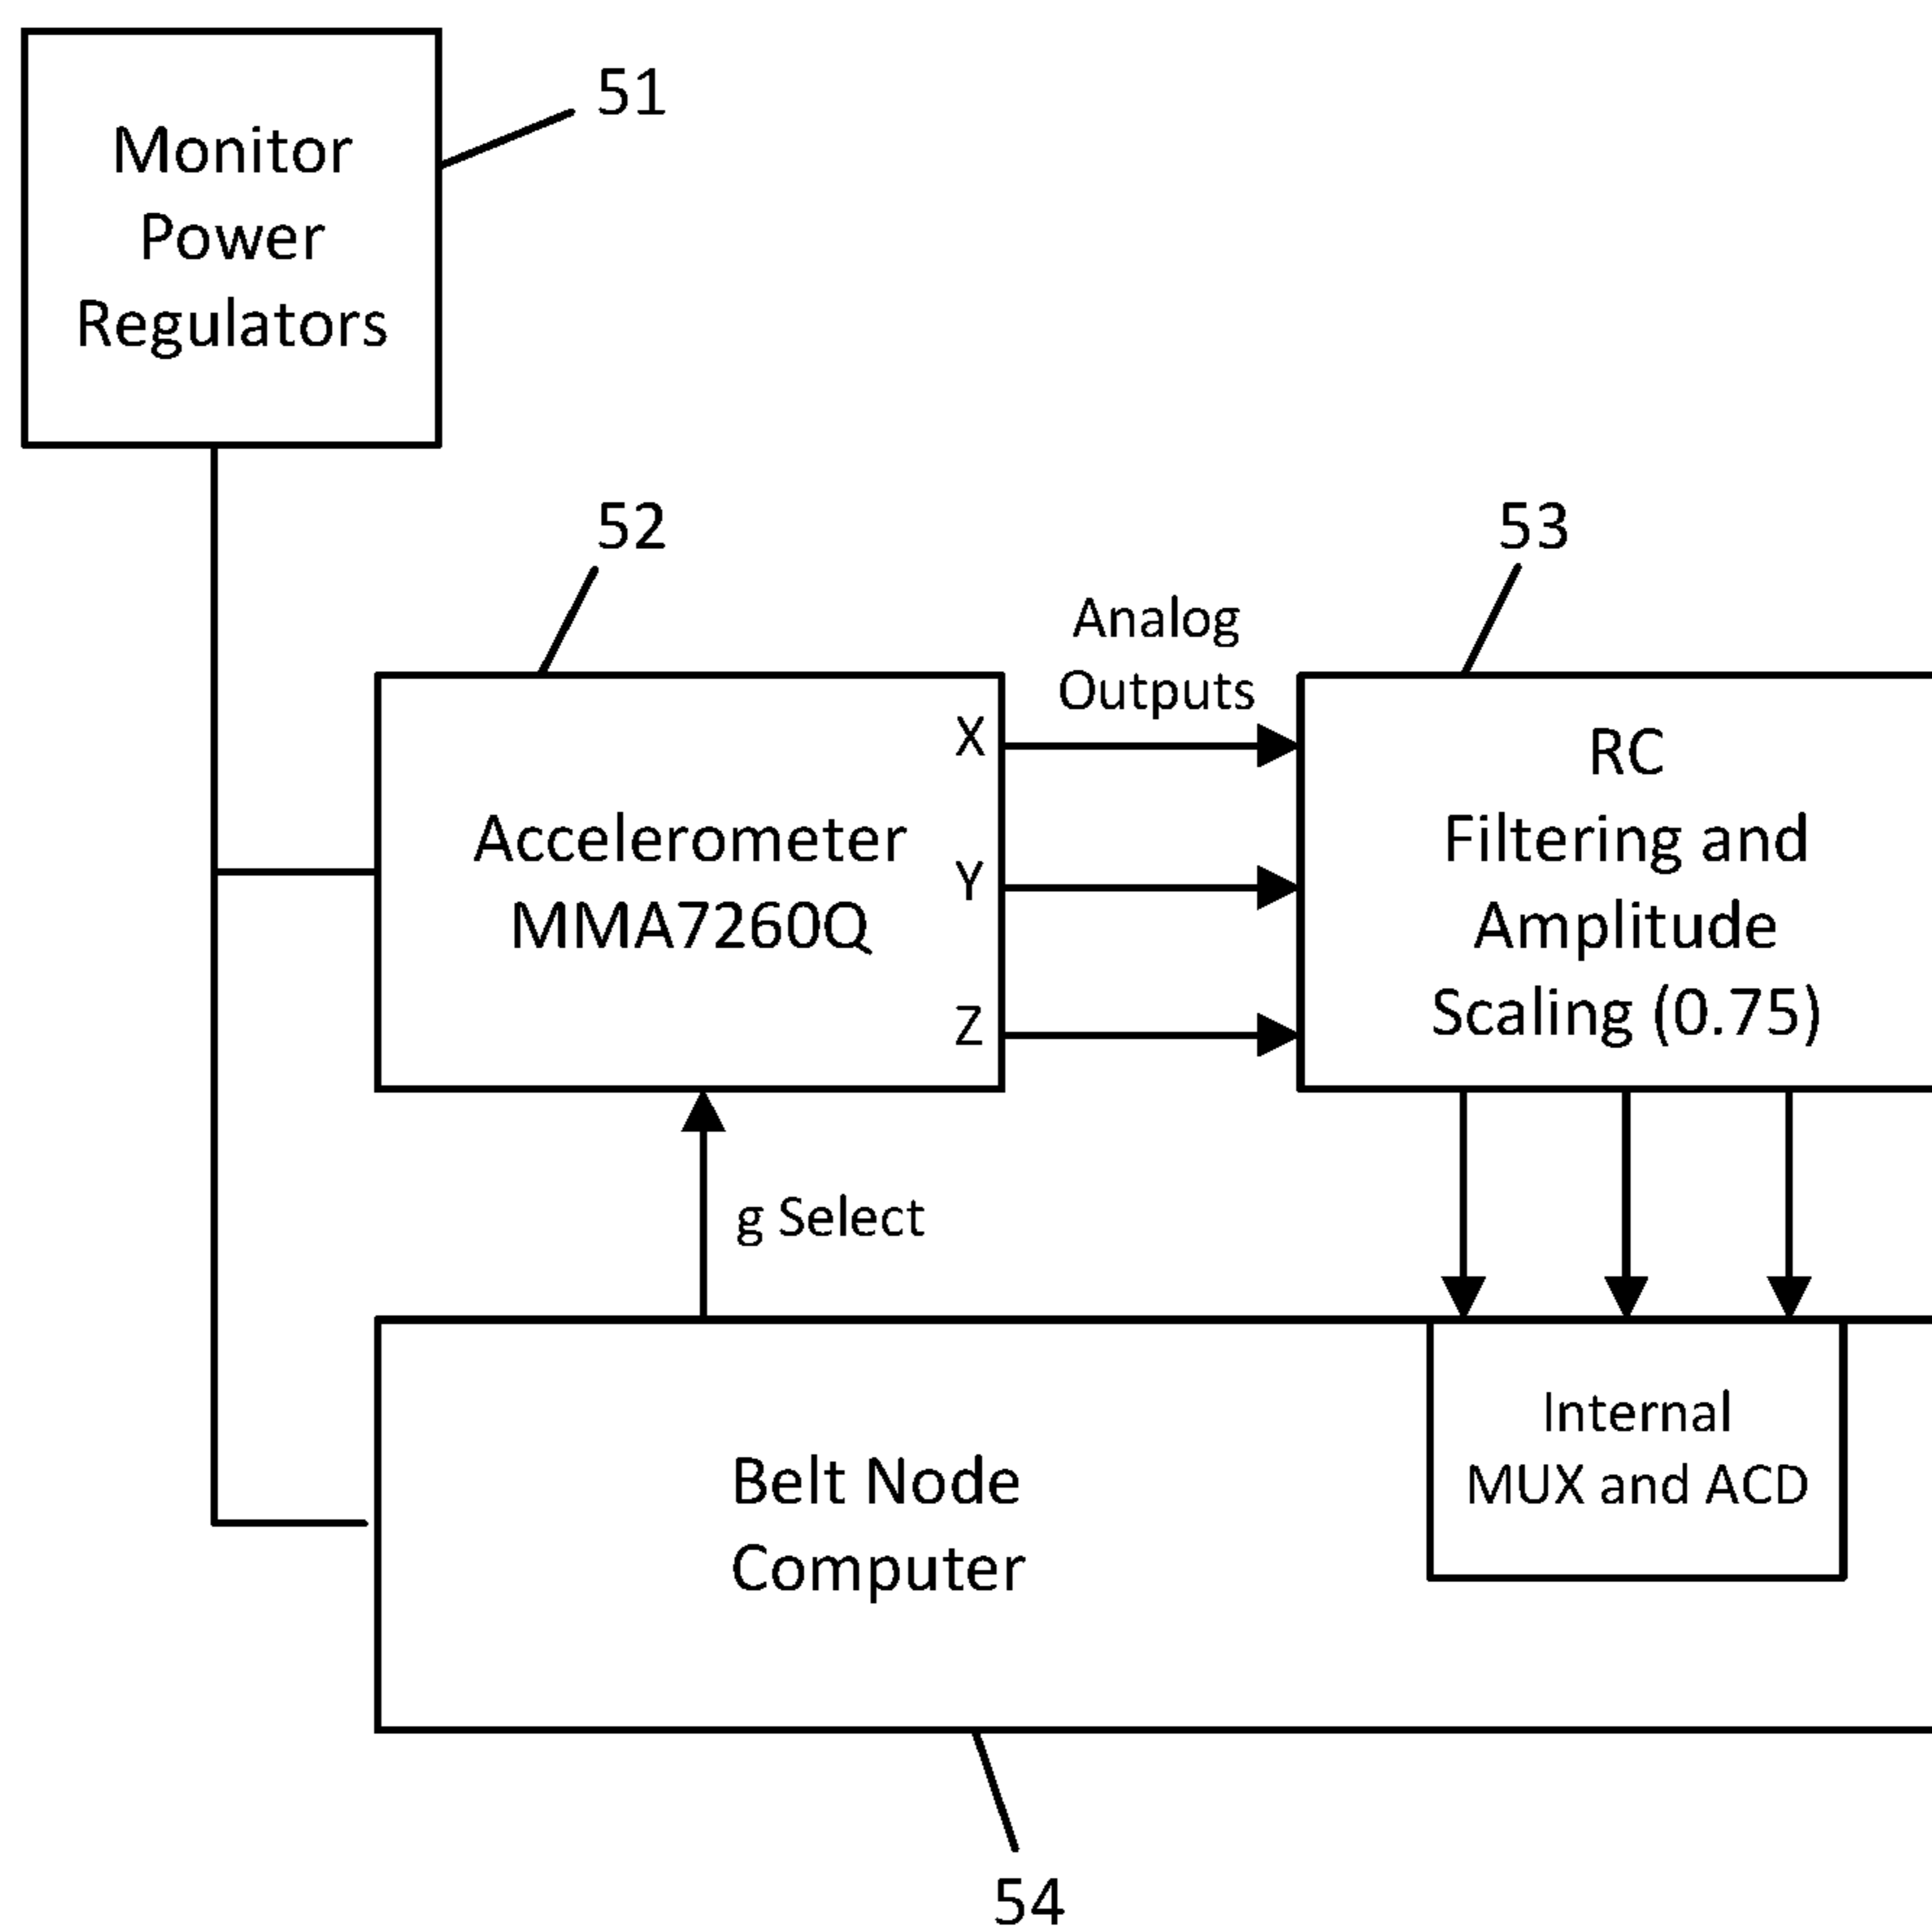 51
Monitor
Power
Regulators
52
53
Analog
Outputs
X
Y
Z
Accelerometer
MMA7260Q
RC
Filtering and
Amplitude
Scaling (0.75)
g Select
Internal
MUX and ACD
Belt Node
Computer
54